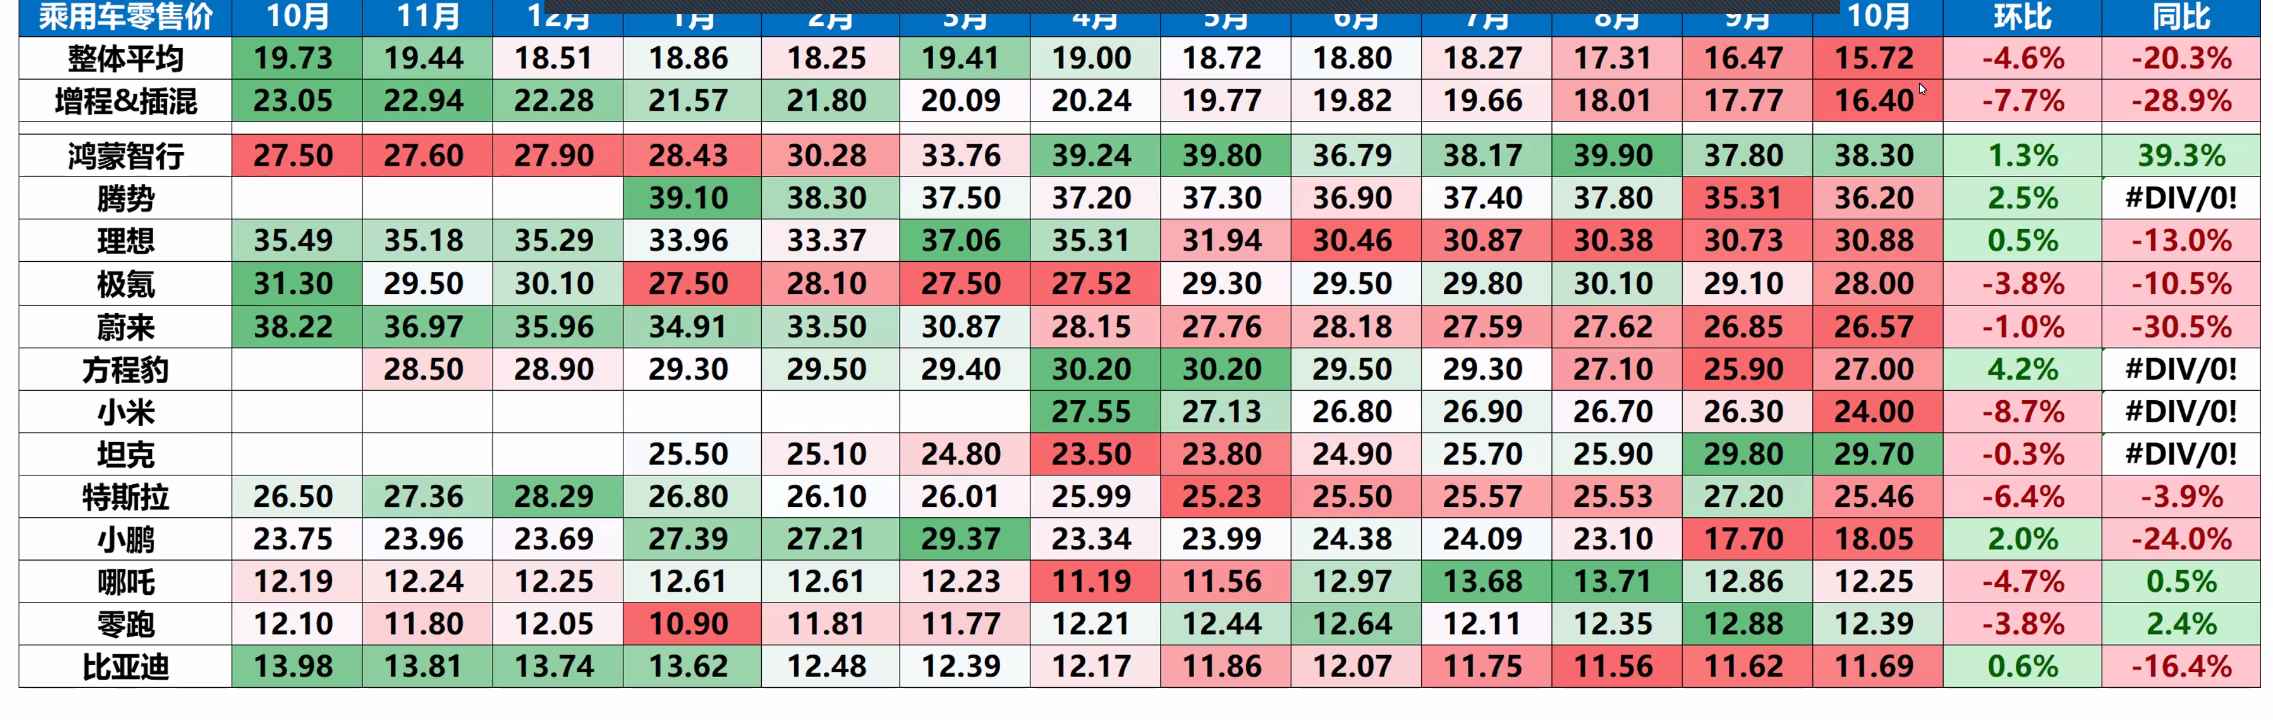 乘用车零售价 10月 11月 12月 1月 2月 3月 4月 5月 6月 7月 8月 9月 10月 环比 同比
整体平均 19.73 19.44 18.51 18.86 18.25 19.41 19.00 18.72 18.80 18.27 17.31 16.47 15.72 -4.6% -20.3%
增程&插混 23.05 22.94 22.28 21.57 21.80 20.09 20.24 19.77 19.82 19.66 18.01 17.77 16.40 -7.7% -28.9%
鸿蒙智行 27.50 27.60 27.90 28.43 30.28 33.76 39.24 39.80 36.79 38.17 39.90 37.80 38.30 1.3% 39.3%
腾势 39.10 38.30 37.50 37.20 37.30 36.90 37.40 37.80 35.31 36.20 2.5% #DIV/0!
理想 35.49 35.18 35.29 33.96 33.37 37.06 35.31 31.94 30.46 30.87 30.38 30.73 30.88 0.5% -13.0%
极氪 31.30 29.50 30.10 27.50 28.10 27.50 27.52 29.30 29.50 29.80 30.10 29.10 28.00 -3.8% -10.5%
蔚来 38.22 36.97 35.96 34.91 33.50 30.87 28.15 27.76 28.18 27.59 27.62 26.85 26.57 -1.0% -30.5%
方程豹 28.50 28.90 29.30 29.50 29.40 30.20 30.20 29.50 29.30 27.10 25.90 27.00 4.2% #DIV/0!
小米 27.55 27.13 26.80 26.90 26.70 26.30 24.00 -8.7% #DIV/0!
坦克 25.50 25.10 24.80 23.50 23.80 24.90 25.70 25.90 29.80 29.70 -0.3% #DIV/0!
特斯拉 26.50 27.36 28.29 26.80 26.10 26.01 25.99 25.23 25.50 25.57 25.53 27.20 25.46 -6.4% -3.9%
小鹏 23.75 23.96 23.69 27.39 27.21 29.37 23.34 23.99 24.38 24.09 23.10 17.70 18.05 2.0% -24.0%
哪吒 12.19 12.24 12.25 12.61 12.61 12.23 11.19 11.56 12.97 13.68 13.71 12.86 12.25 -4.7% 0.5%
零跑 12.10 11.80 12.05 10.90 11.81 11.77 12.21 12.44 12.64 12.11 12.35 12.88 12.39 -3.8% 2.4%
比亚迪 13.98 13.81 13.74 13.62 12.48 12.39 12.17 11.86 12.07 11.75 11.56 11.62 11.69 0.6% -16.4%